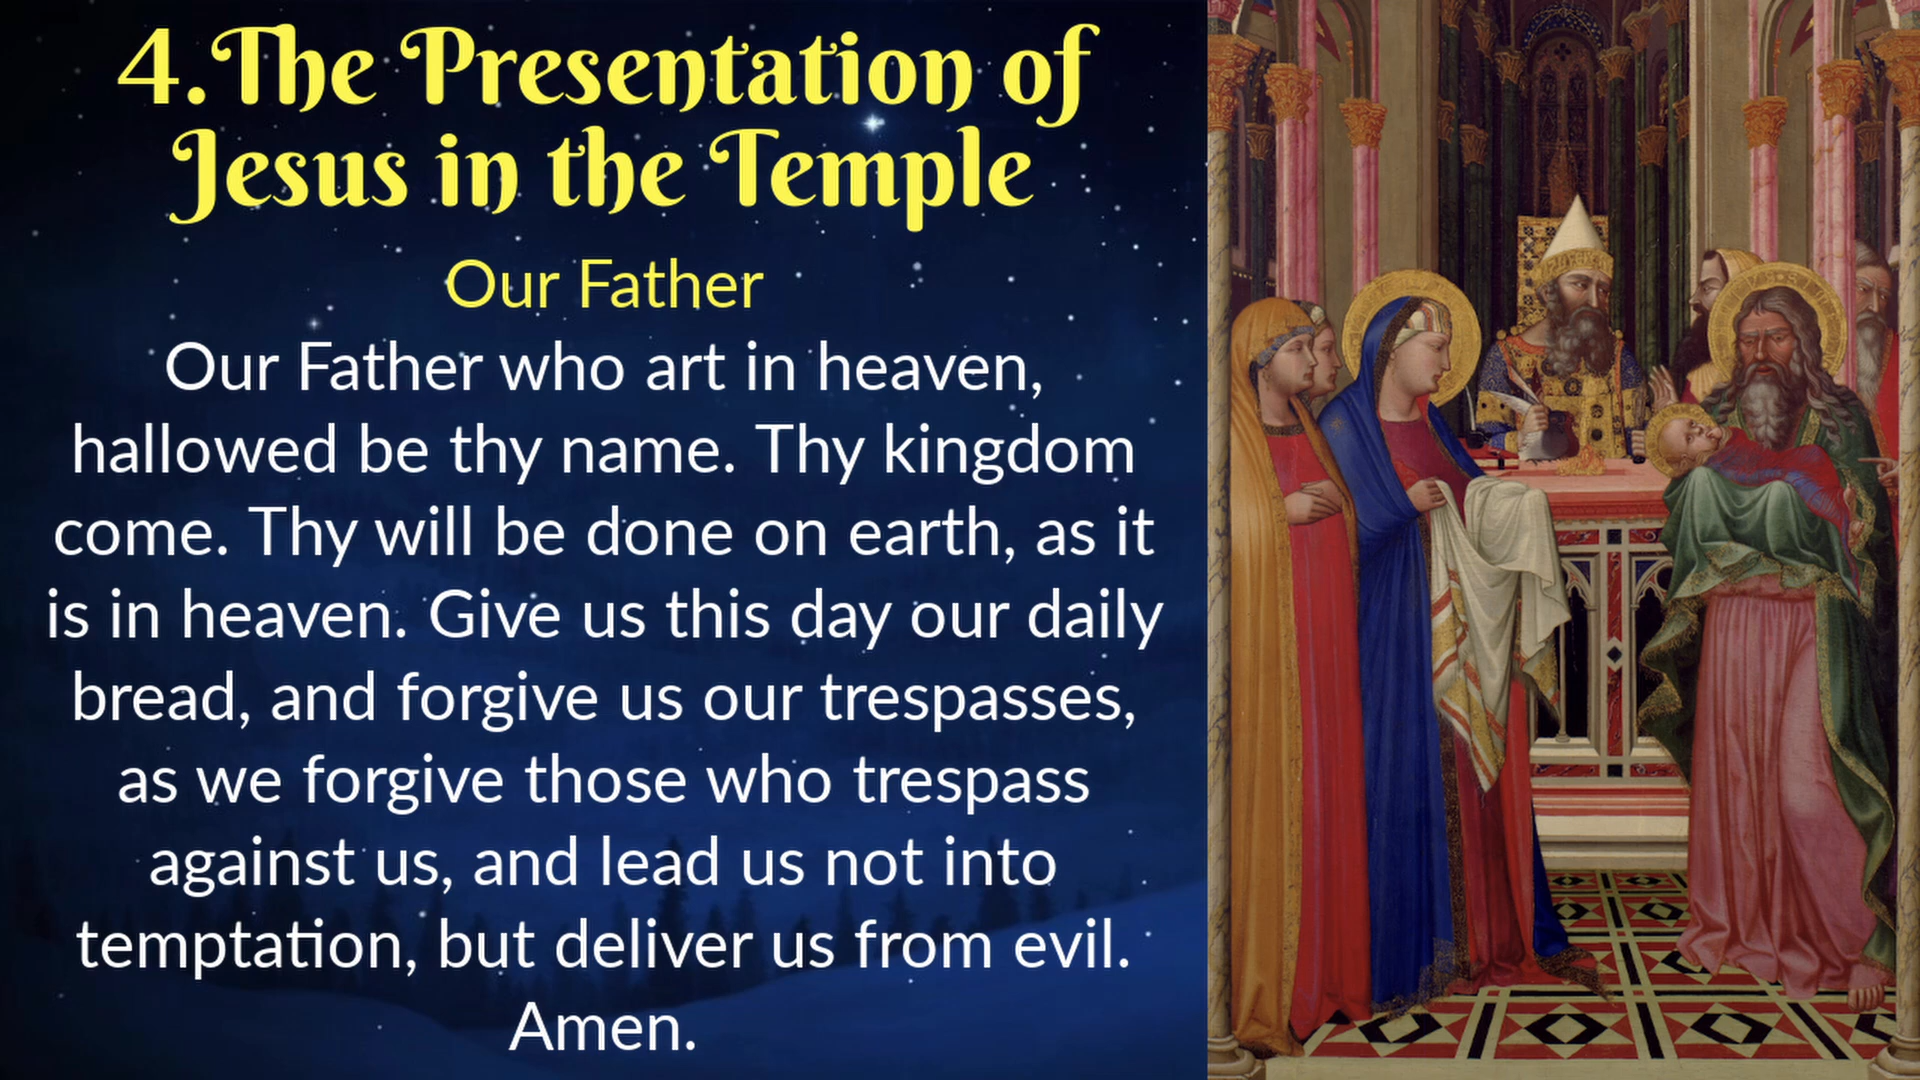 4.The Presentation of
Jesus in the Temple
Our Father
Our Father who art in heaven,
hallowed be thy name. Thy kingdom
come. Thy will be done on earth, as it
is in heaven. Give us this day our daily
bread, and forgive us our trespasses,
as we forgive those who trespass
against us, and lead us not into
temptation, but deliver us from evil.
Amen.